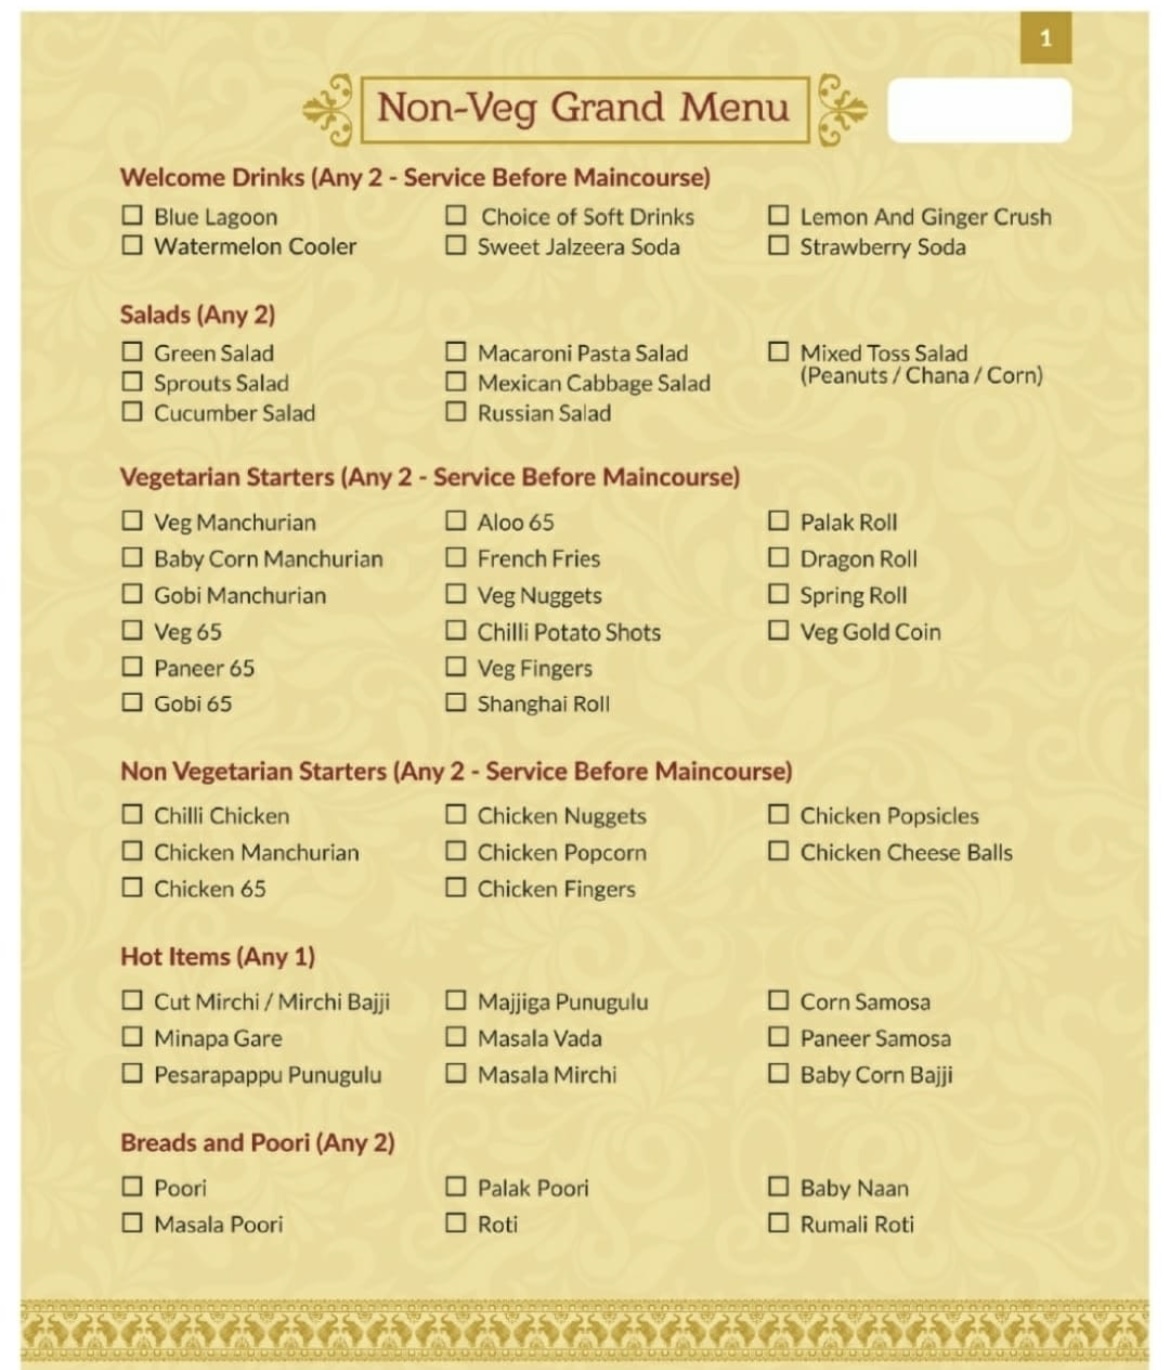 1
Non-Veg Grand Menu
Welcome Drinks (Any 2 - Service Before Maincourse)
☐ Blue Lagoon ☐ Choice of Soft Drinks ☐ Lemon And Ginger Crush
☐ Watermelon Cooler ☐ Sweet Jalzeera Soda ☐ Strawberry Soda
Salads (Any 2)
☐ Green Salad ☐ Macaroni Pasta Salad ☐ Mixed Toss Salad
(Peanuts / Chana / Corn)
☐ Sprouts Salad ☐ Mexican Cabbage Salad
☐ Cucumber Salad ☐ Russian Salad
Vegetarian Starters (Any 2 - Service Before Maincourse)
☐ Veg Manchurian ☐ Aloo 65 ☐ Palak Roll
☐ Baby Corn Manchurian ☐ French Fries ☐ Dragon Roll
☐ Gobi Manchurian ☐ Veg Nuggets ☐ Spring Roll
☐ Veg 65 ☐ Chilli Potato Shots ☐ Veg Gold Coin
☐ Paneer 65 ☐ Veg Fingers
☐ Gobi 65 ☐ Shanghai Roll
Non Vegetarian Starters (Any 2 - Service Before Maincourse)
☐ Chilli Chicken ☐ Chicken Nuggets ☐ Chicken Popsicles
☐ Chicken Manchurian ☐ Chicken Popcorn ☐ Chicken Cheese Balls
☐ Chicken 65 ☐ Chicken Fingers
Hot Items (Any 1)
☐ Cut Mirchi / Mirchi Bajji ☐ Majjiga Punugulu ☐ Corn Samosa
☐ Minapa Gare ☐ Masala Vada ☐ Paneer Samosa
☐ Pesarapappu Punugulu ☐ Masala Mirchi ☐ Baby Corn Bajji
Breads and Poori (Any 2)
☐ Poori ☐ Palak Poori ☐ Baby Naan
☐ Masala Poori ☐ Roti ☐ Rumali Roti